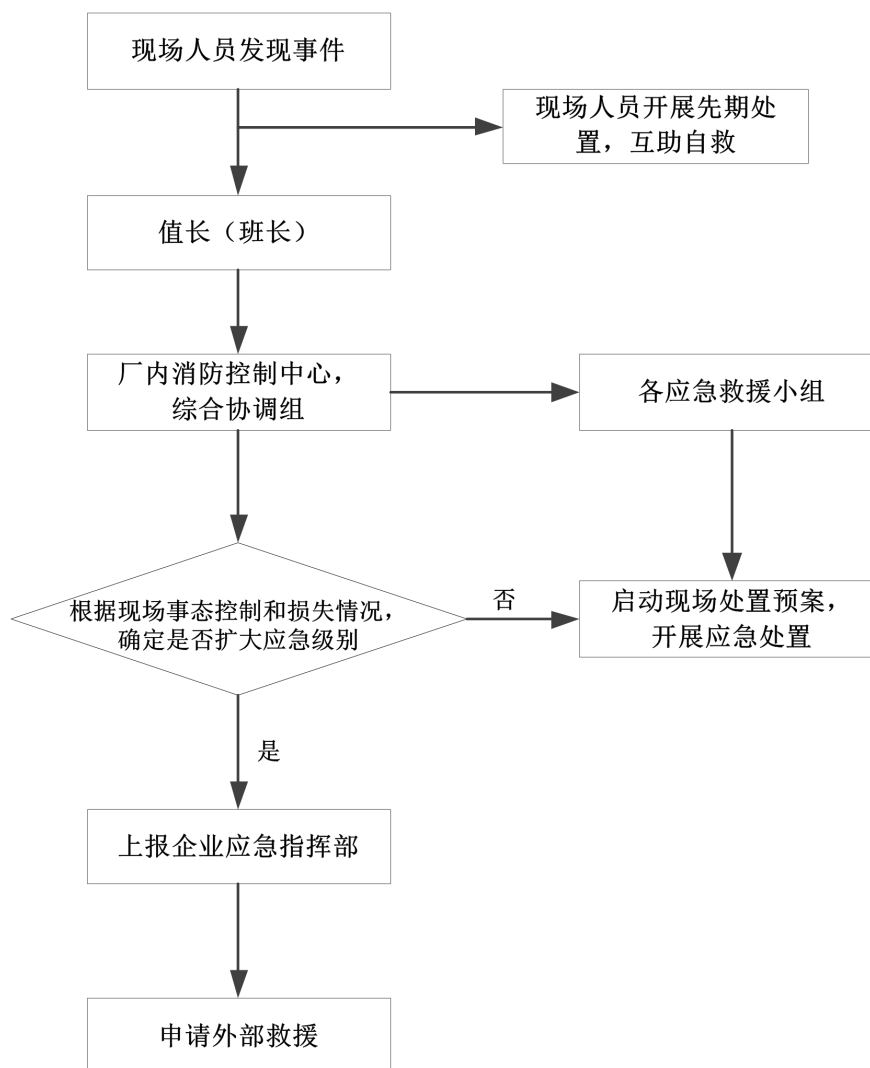 现场人员发现事件
现场人员开展先期处
置，互助自救
值长（班长）
厂内消防控制中心，
综合协调组
各应急救援小组
根据现场事态控制和损失情况，
确定是否扩大应急级别
否
启动现场处置预案，
开展应急处置
是
上报企业应急指挥部
申请外部救援